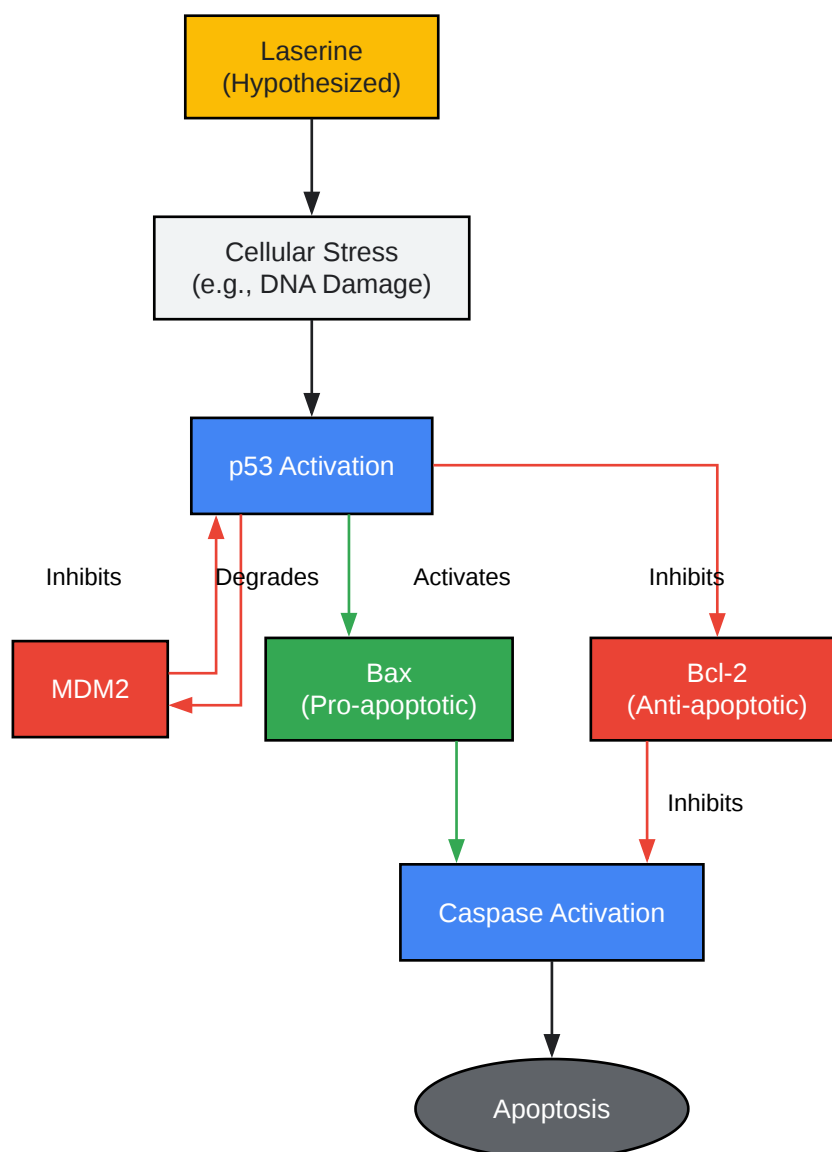 Laserine
(Hypothesized)
Cellular Stress
(e.g., DNA Damage)
p53 Activation
Inhibits
Degrades
Activates
Inhibits
MDM2
Bax
(Pro-apoptotic)
Bcl-2
(Anti-apoptotic)
Inhibits
Caspase Activation
Apoptosis